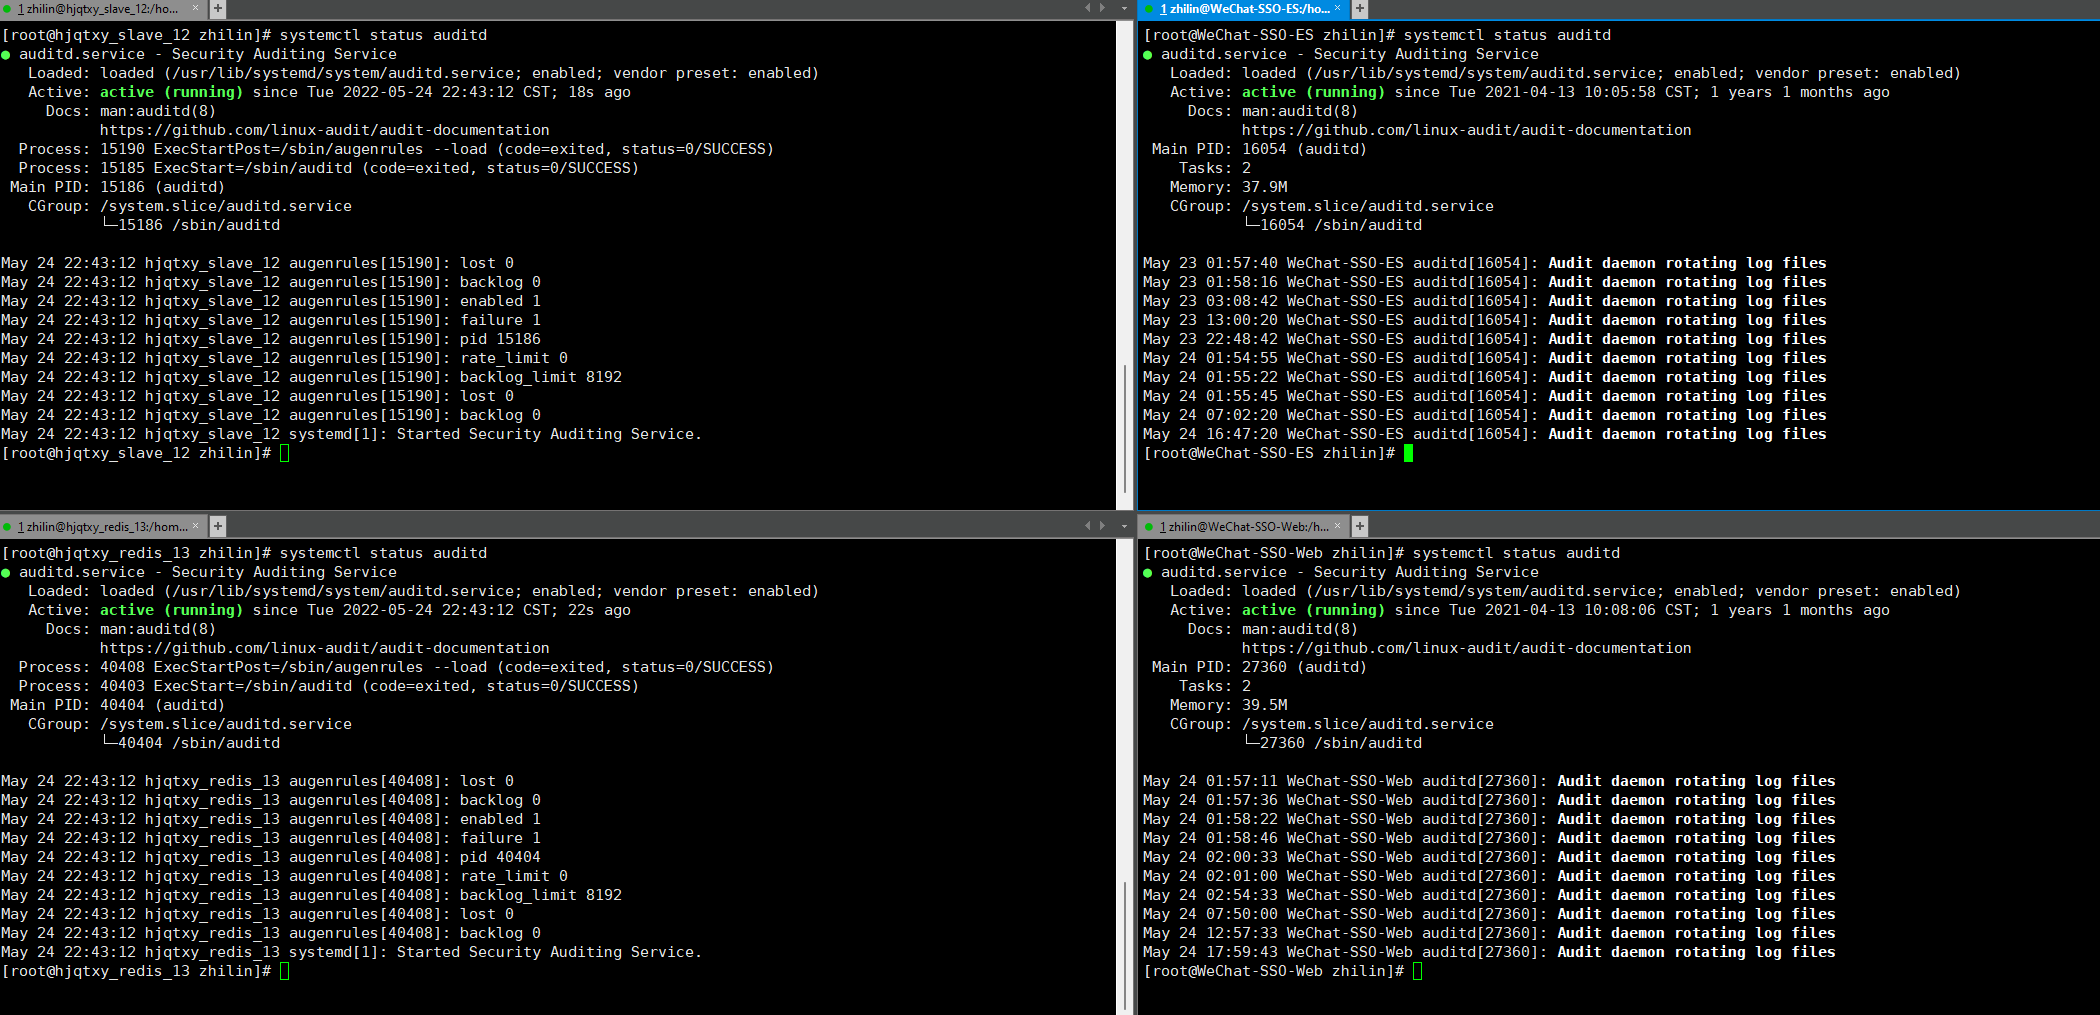 1 zhilin@hjqtxy_slave_12:/ho... × +
[root@hjqtxy_slave_12 zhilin]# systemctl status auditd
● auditd.service - Security Auditing Service
   Loaded: loaded (/usr/lib/systemd/system/auditd.service; enabled; vendor preset: enabled)
   Active: active (running) since Tue 2022-05-24 22:43:12 CST; 18s ago
     Docs: man:auditd(8)
           https://github.com/linux-audit/audit-documentation
  Process: 15190 ExecStartPost=/sbin/augenrules --load (code=exited, status=0/SUCCESS)
  Process: 15185 ExecStart=/sbin/auditd (code=exited, status=0/SUCCESS)
 Main PID: 15186 (auditd)
   CGroup: /system.slice/auditd.service
           └─15186 /sbin/auditd
May 24 22:43:12 hjqtxy_slave_12 augenrules[15190]: lost 0
May 24 22:43:12 hjqtxy_slave_12 augenrules[15190]: backlog 0
May 24 22:43:12 hjqtxy_slave_12 augenrules[15190]: enabled 1
May 24 22:43:12 hjqtxy_slave_12 augenrules[15190]: failure 1
May 24 22:43:12 hjqtxy_slave_12 augenrules[15190]: pid 15186
May 24 22:43:12 hjqtxy_slave_12 augenrules[15190]: rate_limit 0
May 24 22:43:12 hjqtxy_slave_12 augenrules[15190]: backlog_limit 8192
May 24 22:43:12 hjqtxy_slave_12 augenrules[15190]: lost 0
May 24 22:43:12 hjqtxy_slave_12 augenrules[15190]: backlog 0
May 24 22:43:12 hjqtxy_slave_12 systemd[1]: Started Security Auditing Service.
[root@hjqtxy_slave_12 zhilin]#
1 zhilin@WeChat-SSO-ES:/ho... × +
[root@WeChat-SSO-ES zhilin]# systemctl status auditd
● auditd.service - Security Auditing Service
   Loaded: loaded (/usr/lib/systemd/system/auditd.service; enabled; vendor preset: enabled)
   Active: active (running) since Tue 2021-04-13 10:05:58 CST; 1 years 1 months ago
     Docs: man:auditd(8)
           https://github.com/linux-audit/audit-documentation
 Main PID: 16054 (auditd)
    Tasks: 2
   Memory: 37.9M
   CGroup: /system.slice/auditd.service
           └─16054 /sbin/auditd
May 23 01:57:40 WeChat-SSO-ES auditd[16054]: Audit daemon rotating log files
May 23 01:58:16 WeChat-SSO-ES auditd[16054]: Audit daemon rotating log files
May 23 03:08:42 WeChat-SSO-ES auditd[16054]: Audit daemon rotating log files
May 23 13:00:20 WeChat-SSO-ES auditd[16054]: Audit daemon rotating log files
May 23 22:48:42 WeChat-SSO-ES auditd[16054]: Audit daemon rotating log files
May 24 01:54:55 WeChat-SSO-ES auditd[16054]: Audit daemon rotating log files
May 24 01:55:22 WeChat-SSO-ES auditd[16054]: Audit daemon rotating log files
May 24 01:55:45 WeChat-SSO-ES auditd[16054]: Audit daemon rotating log files
May 24 07:02:20 WeChat-SSO-ES auditd[16054]: Audit daemon rotating log files
May 24 16:47:20 WeChat-SSO-ES auditd[16054]: Audit daemon rotating log files
[root@WeChat-SSO-ES zhilin]#
1 zhilin@hjqtxy_redis_13:/hom... × +
[root@hjqtxy_redis_13 zhilin]# systemctl status auditd
● auditd.service - Security Auditing Service
   Loaded: loaded (/usr/lib/systemd/system/auditd.service; enabled; vendor preset: enabled)
   Active: active (running) since Tue 2022-05-24 22:43:12 CST; 22s ago
     Docs: man:auditd(8)
           https://github.com/linux-audit/audit-documentation
  Process: 40408 ExecStartPost=/sbin/augenrules --load (code=exited, status=0/SUCCESS)
  Process: 40403 ExecStart=/sbin/auditd (code=exited, status=0/SUCCESS)
 Main PID: 40404 (auditd)
   CGroup: /system.slice/auditd.service
           └─40404 /sbin/auditd
May 24 22:43:12 hjqtxy_redis_13 augenrules[40408]: lost 0
May 24 22:43:12 hjqtxy_redis_13 augenrules[40408]: backlog 0
May 24 22:43:12 hjqtxy_redis_13 augenrules[40408]: enabled 1
May 24 22:43:12 hjqtxy_redis_13 augenrules[40408]: failure 1
May 24 22:43:12 hjqtxy_redis_13 augenrules[40408]: pid 40404
May 24 22:43:12 hjqtxy_redis_13 augenrules[40408]: rate_limit 0
May 24 22:43:12 hjqtxy_redis_13 augenrules[40408]: backlog_limit 8192
May 24 22:43:12 hjqtxy_redis_13 augenrules[40408]: lost 0
May 24 22:43:12 hjqtxy_redis_13 augenrules[40408]: backlog 0
May 24 22:43:12 hjqtxy_redis_13 systemd[1]: Started Security Auditing Service.
[root@hjqtxy_redis_13 zhilin]#
1 zhilin@WeChat-SSO-Web:/h... × +
[root@WeChat-SSO-Web zhilin]# systemctl status auditd
● auditd.service - Security Auditing Service
   Loaded: loaded (/usr/lib/systemd/system/auditd.service; enabled; vendor preset: enabled)
   Active: active (running) since Tue 2021-04-13 10:08:06 CST; 1 years 1 months ago
     Docs: man:auditd(8)
           https://github.com/linux-audit/audit-documentation
 Main PID: 27360 (auditd)
    Tasks: 2
   Memory: 39.5M
   CGroup: /system.slice/auditd.service
           └─27360 /sbin/auditd
May 24 01:57:11 WeChat-SSO-Web auditd[27360]: Audit daemon rotating log files
May 24 01:57:36 WeChat-SSO-Web auditd[27360]: Audit daemon rotating log files
May 24 01:58:22 WeChat-SSO-Web auditd[27360]: Audit daemon rotating log files
May 24 01:58:46 WeChat-SSO-Web auditd[27360]: Audit daemon rotating log files
May 24 02:00:33 WeChat-SSO-Web auditd[27360]: Audit daemon rotating log files
May 24 02:01:00 WeChat-SSO-Web auditd[27360]: Audit daemon rotating log files
May 24 02:54:33 WeChat-SSO-Web auditd[27360]: Audit daemon rotating log files
May 24 07:50:00 WeChat-SSO-Web auditd[27360]: Audit daemon rotating log files
May 24 12:57:33 WeChat-SSO-Web auditd[27360]: Audit daemon rotating log files
May 24 17:59:43 WeChat-SSO-Web auditd[27360]: Audit daemon rotating log files
[root@WeChat-SSO-Web zhilin]#